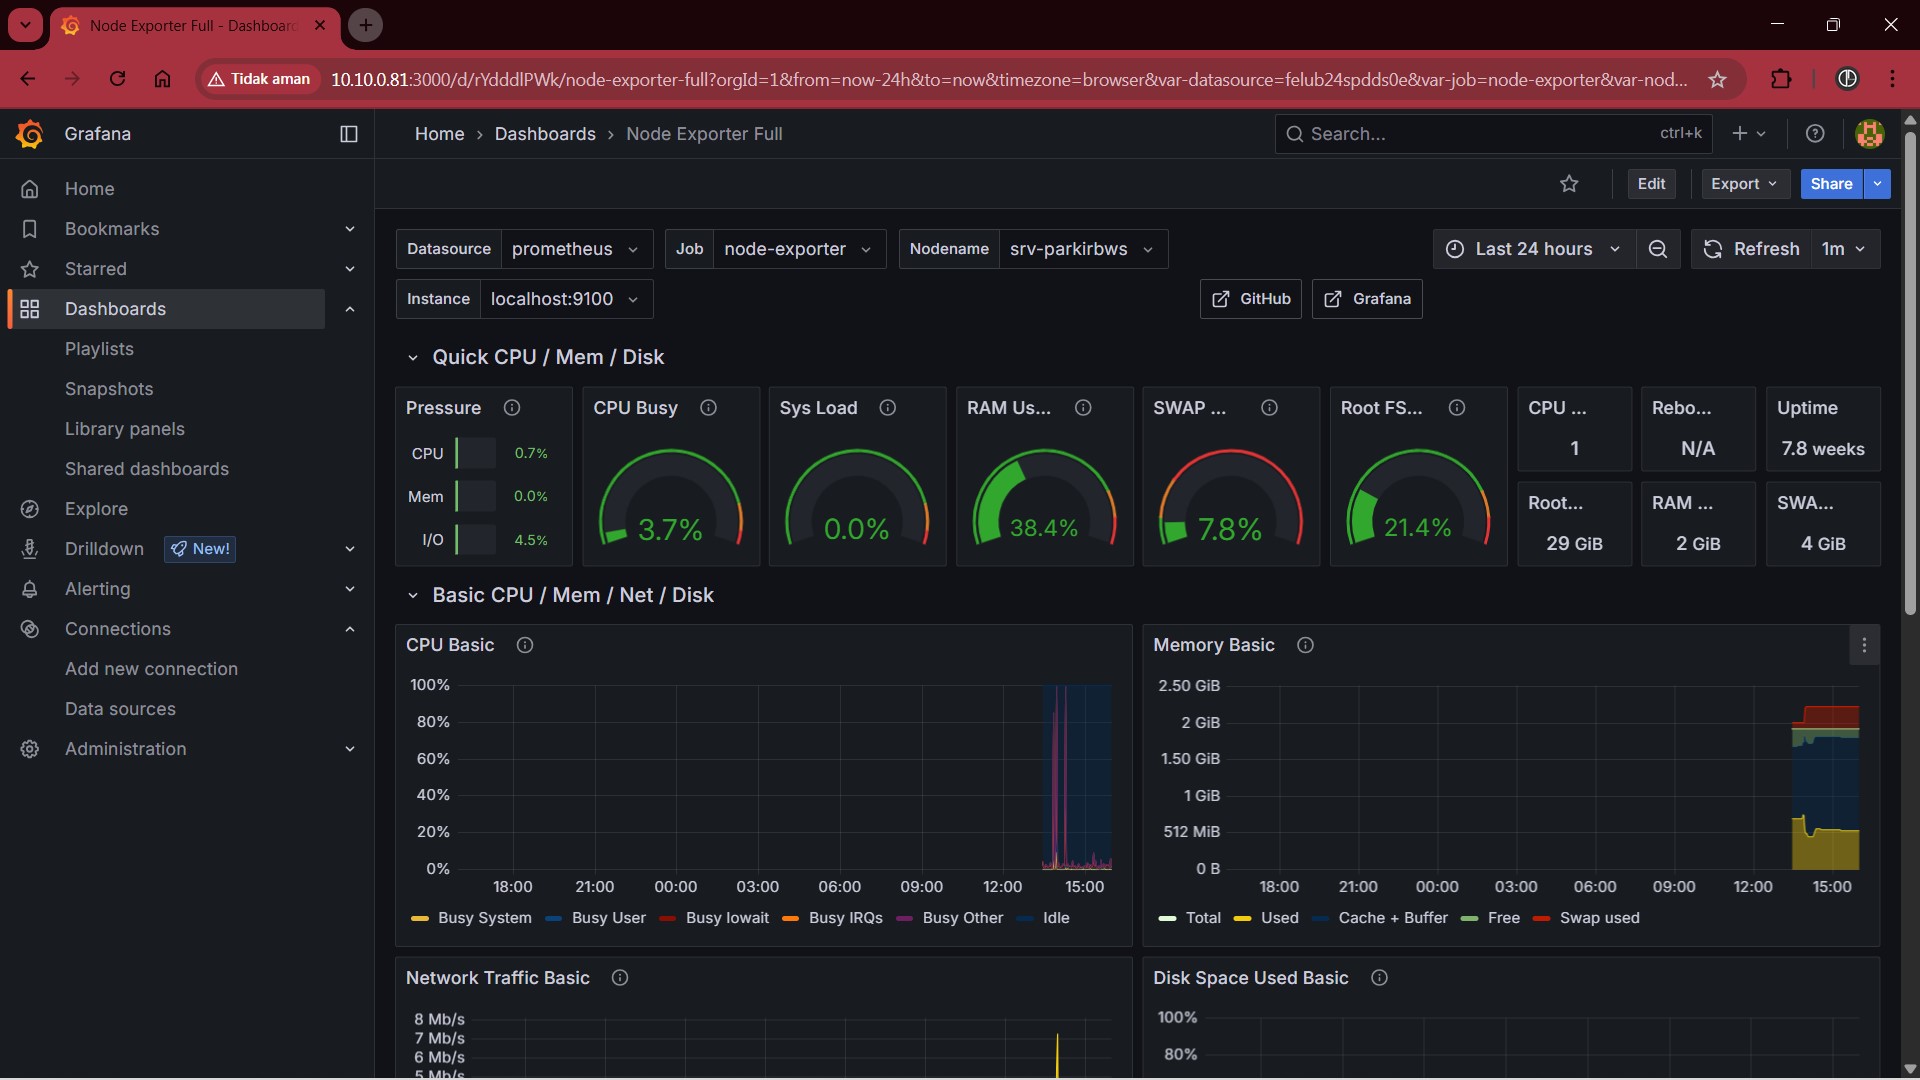 Node Exporter Full - Dashboard
Tidak aman
10.10.0.81:3000/d/rYdddlPWk/node-exporter-full?orgId=1&from=now-24h&to=now&timezone=browser&var-datasource=felub24spdds0e&var-job=node-exporter&var-nod...
Grafana
Home
Bookmarks
Starred
Dashboards
Playlists
Snapshots
Library panels
Shared dashboards
Explore
Drilldown New!
Alerting
Connections
Add new connection
Data sources
Administration
Home › Dashboards › Node Exporter Full
Search... ctrl+k
Edit Export Share
Datasource prometheus Job node-exporter Nodename srv-parkirbws
Last 24 hours Refresh 1m
Instance localhost:9100 GitHub Grafana
Quick CPU / Mem / Disk
Pressure
CPU 0.7%
Mem 0.0%
I/O 4.5%
CPU Busy
3.7%
Sys Load
0.0%
RAM Us...
38.4%
SWAP ...
7.8%
Root FS...
21.4%
CPU ...
1
Rebo...
N/A
Uptime
7.8 weeks
Root...
29 GiB
RAM ...
2 GiB
SWA...
4 GiB
Basic CPU / Mem / Net / Disk
CPU Basic
100%
80%
60%
40%
20%
0%
18:00 21:00 00:00 03:00 06:00 09:00 12:00 15:00
Busy System Busy User Busy Iowait Busy IRQs Busy Other Idle
Memory Basic
2.50 GiB
2 GiB
1.50 GiB
1 GiB
512 MiB
0 B
18:00 21:00 00:00 03:00 06:00 09:00 12:00 15:00
Total Used Cache + Buffer Free Swap used
Network Traffic Basic
8 Mb/s
7 Mb/s
6 Mb/s
5 Mb/s
Disk Space Used Basic
100%
80%